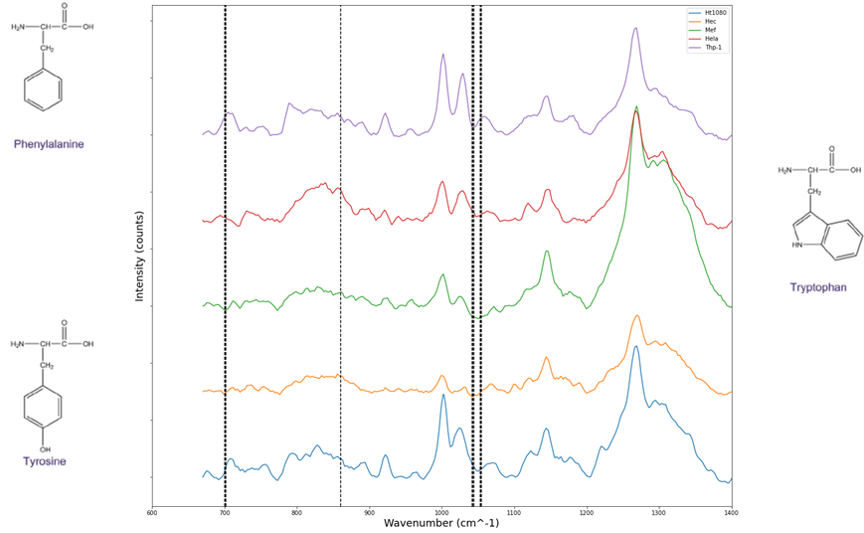 O
H₂N
CH
C
OH
CH₂
Phenylalanine
O
H₂N
CH
C
OH
CH₂
OH
Tyrosine
Intensity (counts)
Ht1080
Hec
Mef
Hela
Thp-1
600 700 800 900 1000 1100 1200 1300 1400
Wavenumber (cm^-1)
O
H₂N
CH
C
OH
CH₂
HN
Tryptophan